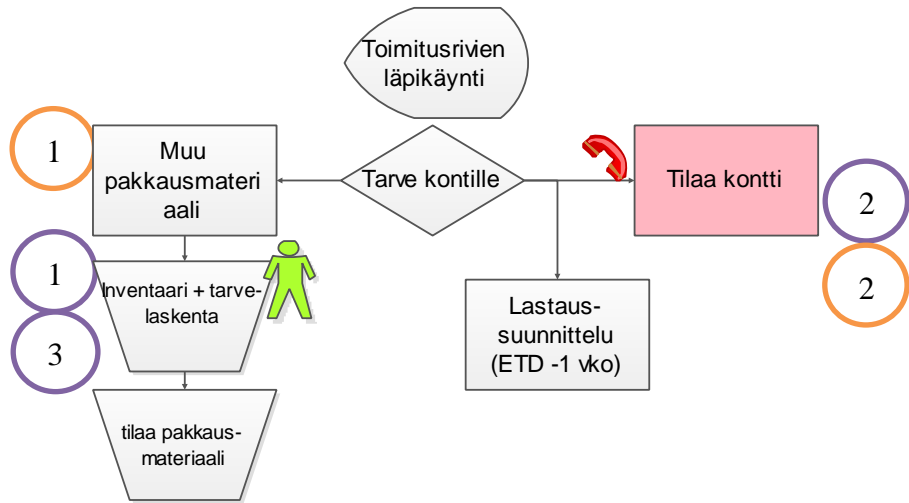 Toimitusrivien
läpikäynti
1
Muu
pakkausmateri
aali
Tarve kontille
Tilaa kontti
2
1
Inventaari + tarve-
laskenta
2
3
Lastaus-
suunnittelu
(ETD -1 vko)
tilaa pakkaus-
materiaali